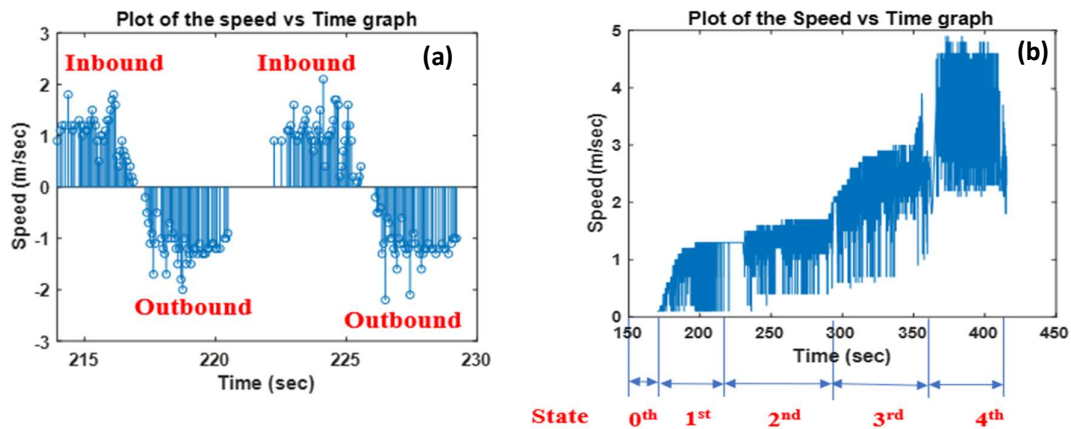 Plot of the speed vs Time graph
(a)
Inbound
Inbound
Outbound
Outbound
Speed (m/sec)
3
2
1
0
-1
-2
-3
215
220
225
230
Time (sec)
Plot of the Speed vs Time graph
(b)
Speed (m/sec)
5
4
3
2
1
0
150
200
250
300
350
400
450
Time (sec)
State
0th
1st
2nd
3rd
4th